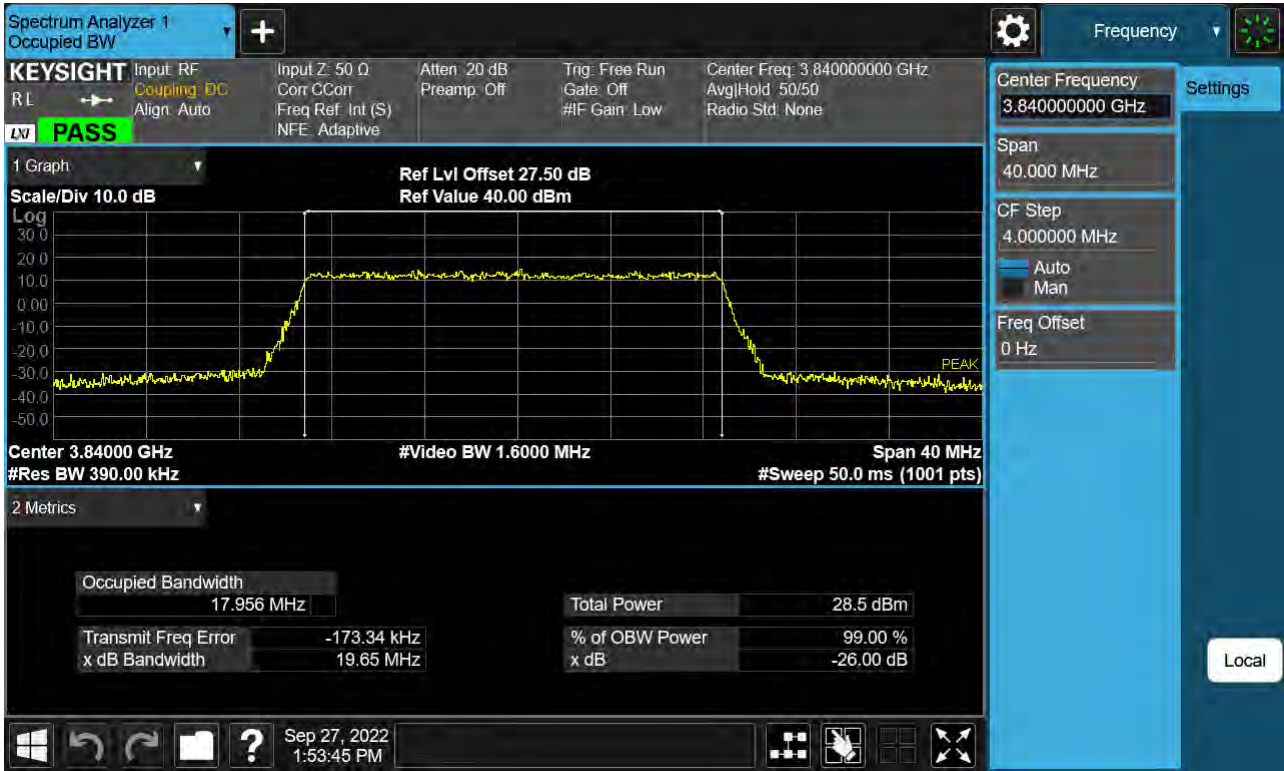 Spectrum Analyzer 1
Occupied BW
Frequency
KEYSIGHT
R L
LXI
PASS
Input: RF
Coupling: DC
Align: Auto
Input Z: 50 Ω
Corr CCorr
Freq Ref: Int (S)
NFE: Adaptive
Atten: 20 dB
Preamp: Off
Trig: Free Run
Gate: Off
#IF Gain: Low
Center Freq: 3.840000000 GHz
Avg|Hold: 50/50
Radio Std: None
Center Frequency
3.840000000 GHz
Settings
Span
40.000 MHz
CF Step
4.000000 MHz
Auto
Man
Freq Offset
0 Hz
Local
1 Graph
Scale/Div 10.0 dB
Ref Lvl Offset 27.50 dB
Ref Value 40.00 dBm
Log
30.0
20.0
10.0
0.00
-10.0
-20.0
-30.0
-40.0
-50.0
PEAK
Center 3.84000 GHz
#Video BW 1.6000 MHz
Span 40 MHz
#Res BW 390.00 kHz
#Sweep 50.0 ms (1001 pts)
2 Metrics
Occupied Bandwidth
17.956 MHz
Total Power 28.5 dBm
Transmit Freq Error -173.34 kHz
% of OBW Power 99.00 %
x dB Bandwidth 19.65 MHz
x dB -26.00 dB
?
Sep 27, 2022
1:53:45 PM